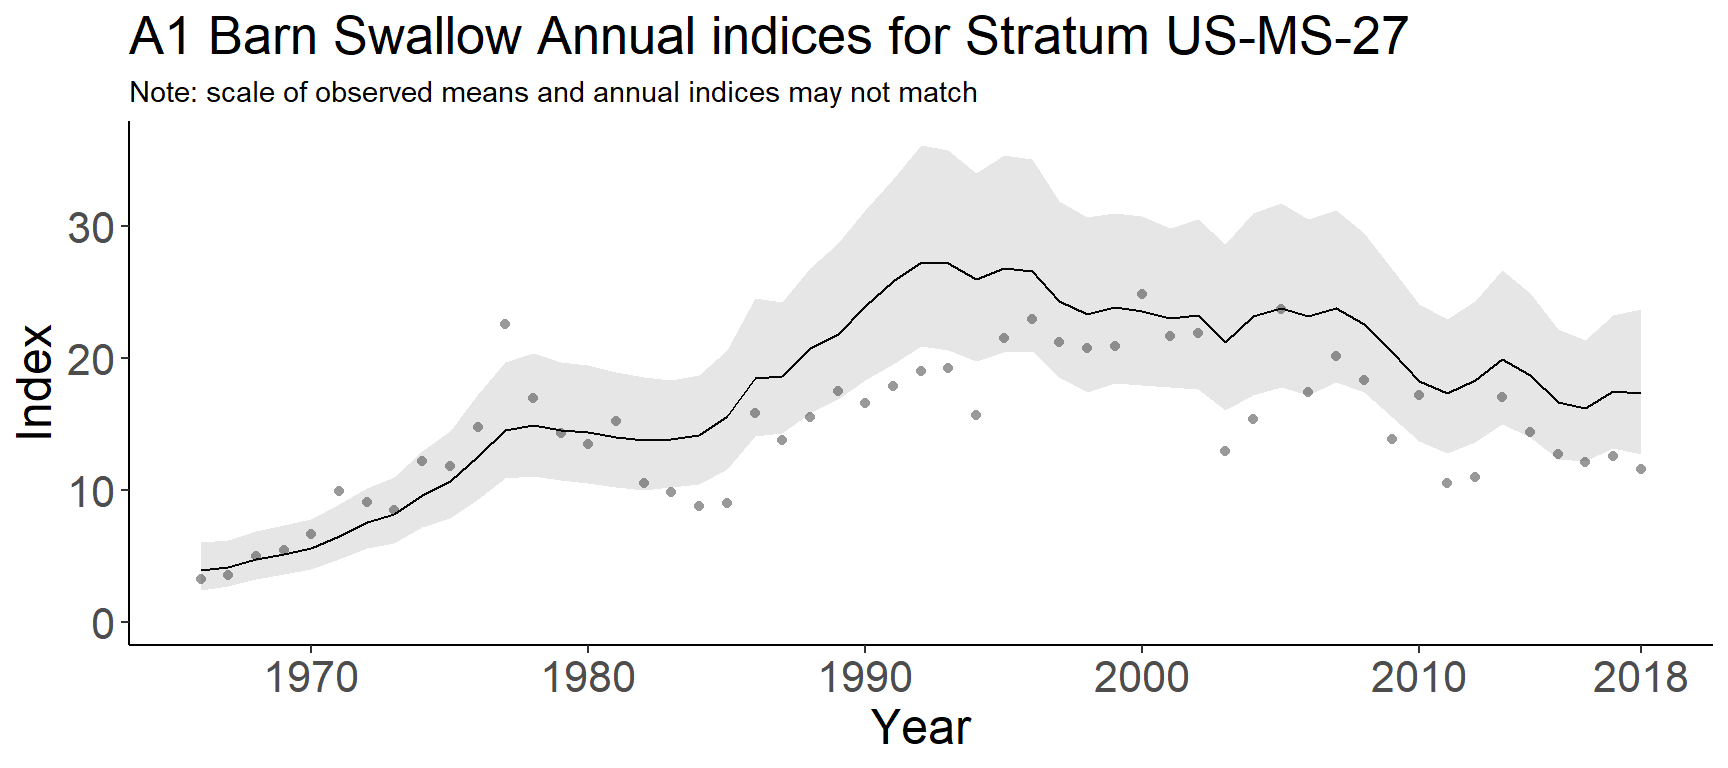 A1 Barn Swallow Annual indices for Stratum US-MS-27
Note: scale of observed means and annual indices may not match
30
20
10
0
Index
1970 1980 1990 2000 2010 2018
Year